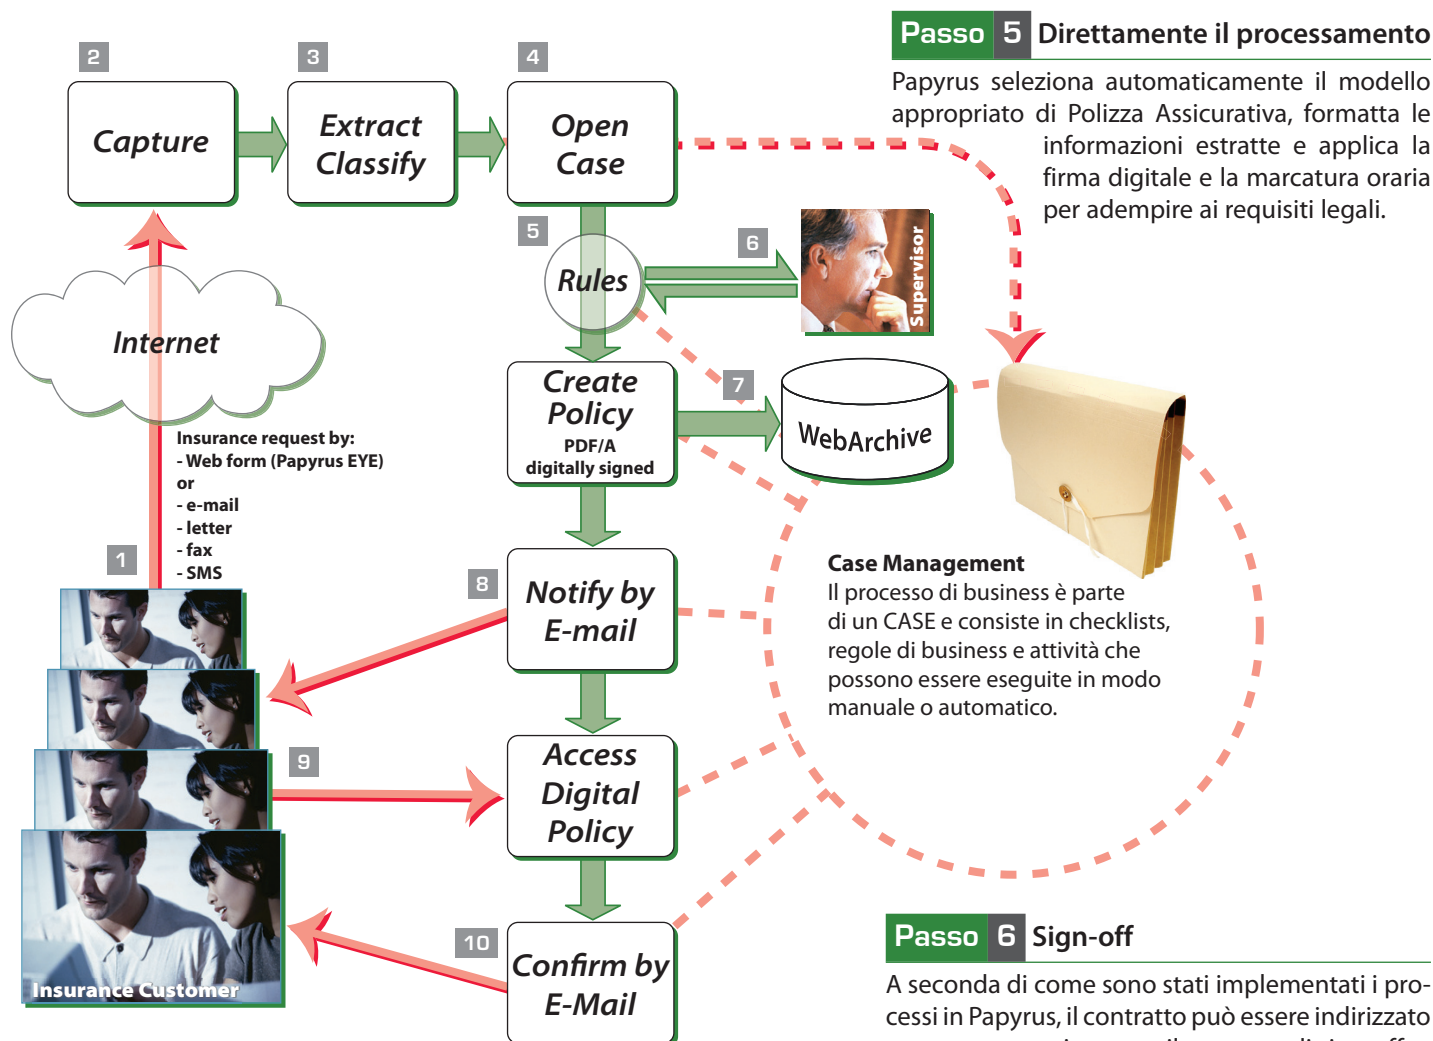 Passo 5 Direttamente il processamento
Papyrus seleziona automaticamente il modello
appropriato di Polizza Assicurativa, formatta le
informazioni estratte e applica la
firma digitale e la marcatura oraria
per adempire ai requisiti legali.
2
Capture
3
Extract
Classify
4
Open
Case
5
Rules
6
Supervisor
Internet
Create
Policy
PDF/A
digitally signed
7
WebArchive
Insurance request by:
- Web form (Papyrus EYE)
or
- e-mail
- letter
- fax
- SMS
1
8
Notify by
E-mail
Case Management
Il processo di business è parte
di un CASE e consiste in checklists,
regole di business e attività che
possono essere eseguite in modo
manuale o automatico.
9
Access
Digital
Policy
10
Confirm by
E-Mail
Insurance Customer
Passo 6 Sign-off
A seconda di come sono stati implementati i pro-
cessi in Papyrus, il contratto può essere indirizzato